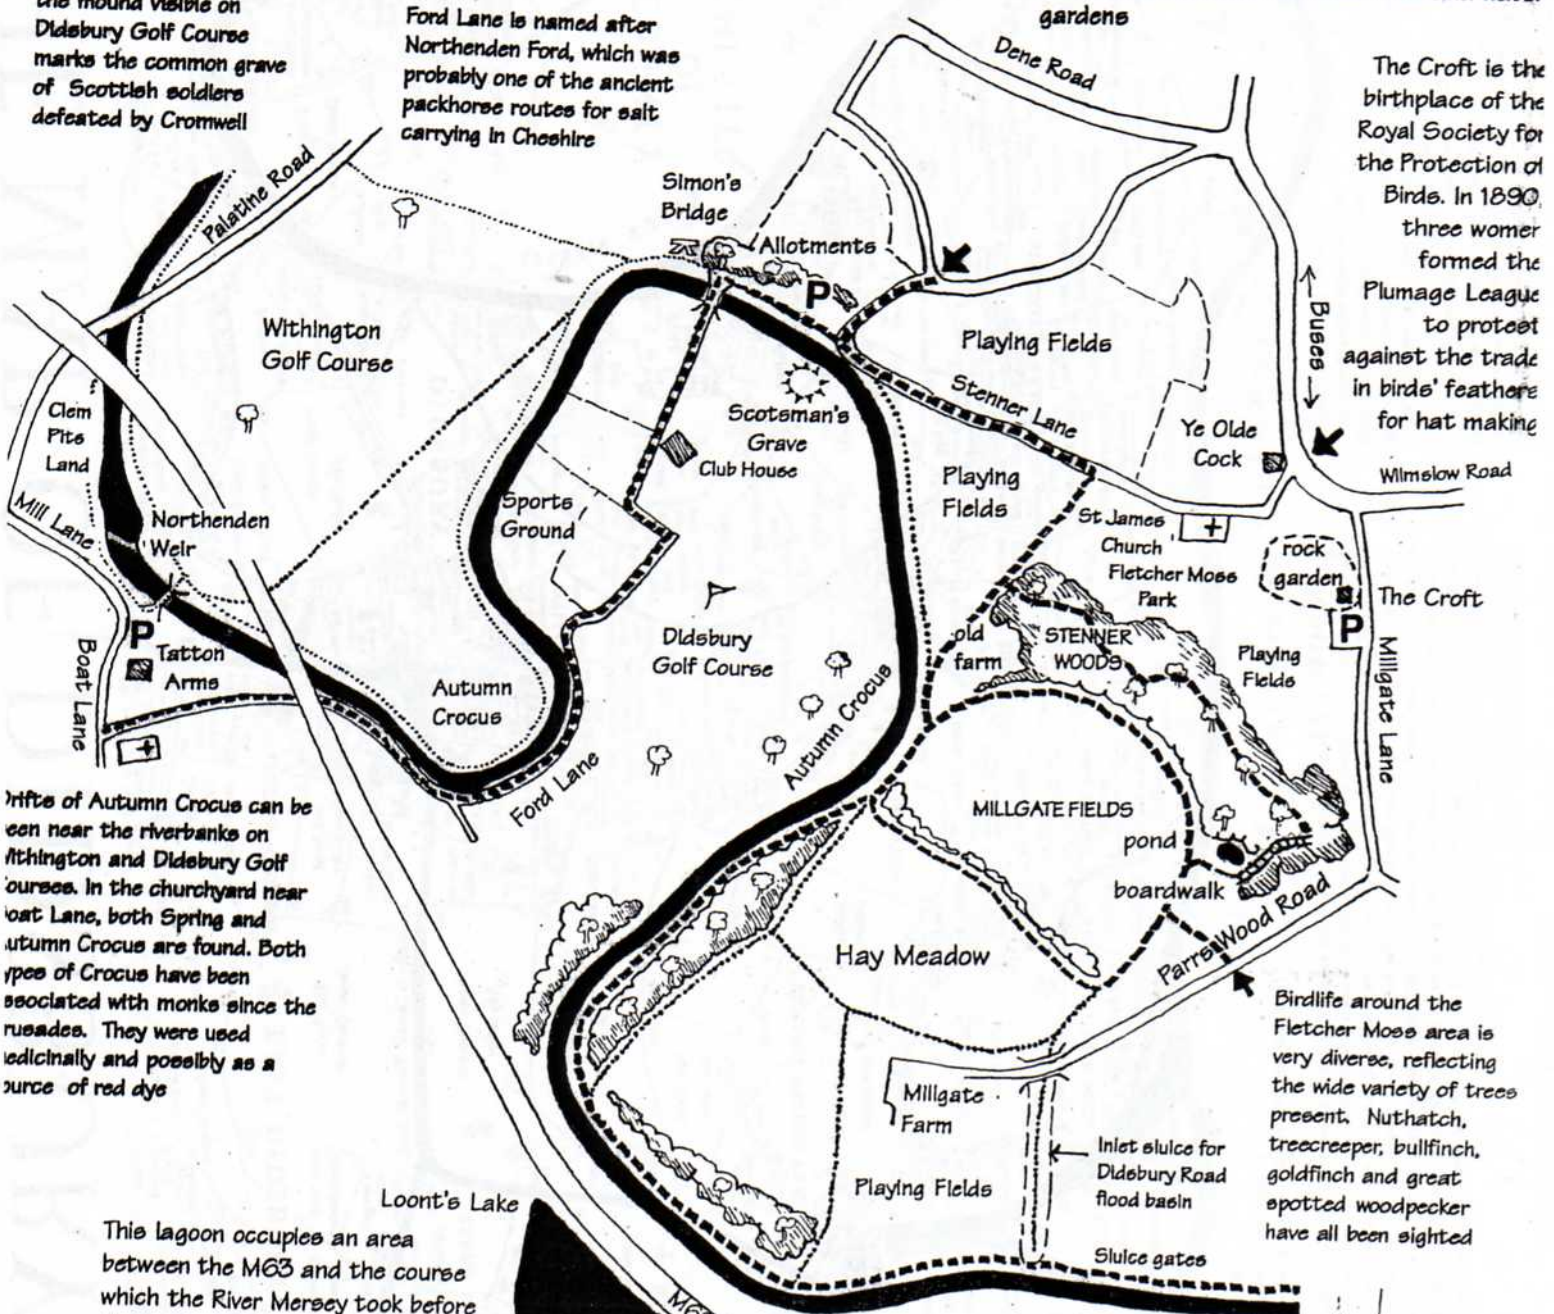 the mound visible on
Didsbury Golf Course
marks the common grave
of Scottish soldiers
defeated by Cromwell
Ford Lane is named after
Northenden Ford, which was
probably one of the ancient
packhorse routes for salt
carrying in Cheshire
gardens
Dene Road
The Croft is the
birthplace of the
Royal Society for
the Protection of
Birds. In 1890,
three women
formed the
Plumage League
to protest
against the trade
in birds' feathers
for hat making
Palatine Road
Simon's
Bridge
Allotments
P
Withington
Golf Course
Playing Fields
Buses
Stenner Lane
Clem
Pits
Land
Scotsman's
Grave
Club House
Ye Olde
Cock
Wilmslow Road
Mill Lane
Northenden
Weir
Sports
Ground
Playing
Fields
St James
Church
Fletcher Moss
Park
rock
garden
The Croft
P
P
Tatton
Arms
Boat Lane
Autumn
Crocus
Didsbury
Golf Course
old
farm
STENNER
WOODS
Playing
Fields
Millgate Lane
Autumn Crocus
Ford Lane
MILLGATE FIELDS
pond
boardwalk
Drifts of Autumn Crocus can be
een near the riverbanks on
Withington and Didsbury Golf
ourses. In the churchyard near
oat Lane, both Spring and
utumn Crocus are found. Both
ypes of Crocus have been
ssociated with monks since the
rusades. They were used
edicinally and possibly as a
ource of red dye
Hay Meadow
Parrs Wood Road
Birdlife around the
Fletcher Moss area is
very diverse, reflecting
the wide variety of trees
present. Nuthatch,
treecreeper, bullfinch,
goldfinch and great
spotted woodpecker
have all been sighted
Millgate
Farm
Inlet sluice for
Didsbury Road
flood basin
Playing Fields
Sluice gates
Loont's Lake
This lagoon occupies an area
between the M63 and the course
which the River Mersey took before
M63